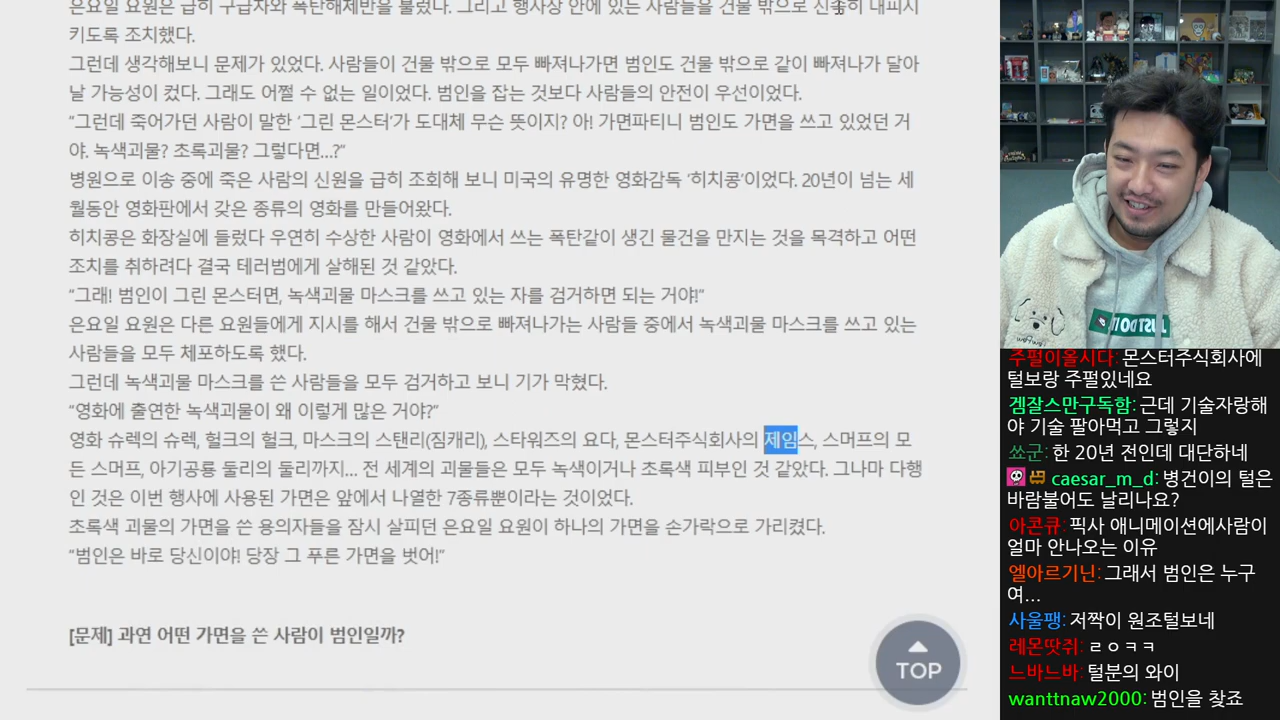 은요일 요원은 급히 구급차와 폭탄해제반을 불렀다. 그리고 행사장 안에 있는 사람들을 건물 밖으로 신속히 대피시
키도록 조치했다.
그런데 생각해보니 문제가 있었다. 사람들이 건물 밖으로 모두 빠져나가면 범인도 건물 밖으로 같이 빠져나가 달아
날 가능성이 컸다. 그래도 어쩔 수 없는 일이었다. 범인을 잡는 것보다 사람들의 안전이 우선이었다.
“그런데 죽어가던 사람이 말한 ‘그린 몬스터’가 도대체 무슨 뜻이지? 아! 가면파티니 범인도 가면을 쓰고 있었던 거
야. 녹색괴물? 초록괴물? 그렇다면...?”
병원으로 이송 중에 죽은 사람의 신원을 급히 조회해 보니 미국의 유명한 영화감독 ‘히치콩’이었다. 20년이 넘는 세
월동안 영화판에서 갖은 종류의 영화를 만들어왔다.
히치콩은 화장실에 들렀다 우연히 수상한 사람이 영화에서 쓰는 폭탄같이 생긴 물건을 만지는 것을 목격하고 어떤
조치를 취하려다 결국 테러범에게 살해된 것 같았다.
“그래! 범인이 그린 몬스터면, 녹색괴물 마스크를 쓰고 있는 자를 검거하면 되는 거야!”
은요일 요원은 다른 요원들에게 지시를 해서 건물 밖으로 빠져나가는 사람들 중에서 녹색괴물 마스크를 쓰고 있는
사람들을 모두 체포하도록 했다.
그런데 녹색괴물 마스크를 쓴 사람들을 모두 검거하고 보니 기가 막혔다.
“영화에 출연한 녹색괴물이 왜 이렇게 많은 거야?”
영화 슈렉의 슈렉, 헐크의 헐크, 마스크의 스탠리(짐캐리), 스타워즈의 요다, 몬스터주식회사의 제임스, 스머프의 모
든 스머프, 아기공룡 둘리의 둘리까지... 전 세계의 괴물들은 모두 녹색이거나 초록색 피부인 것 같았다. 그나마 다행
인 것은 이번 행사에 사용된 가면은 앞에서 나열한 7종류뿐이라는 것이었다.
초록색 괴물의 가면을 쓴 용의자들을 잠시 살피던 은요일 요원이 하나의 가면을 손가락으로 가리켰다.
“범인은 바로 당신이야! 당장 그 푸른 가면을 벗어!”
[문제] 과연 어떤 가면을 쓴 사람이 범인일까?
TOP
주펄이올시다: 몬스터주식회사에
털보랑 주펄있네요
겜잘스만구독함: 근데 기술자랑해
야 기술 팔아먹고 그렇지
쑈군: 한 20년 전인데 대단하네
caesar_m_d: 병건이의 털은
바람불어도 날리나요?
아콘큐: 픽사 애니메이션에사람이
얼마 안나오는 이유
엘아르기닌: 그래서 범인은 누구
여...
사울팽: 저짝이 원조털보네
레몬땃쥐: ㄹㅇㅋㅋ
느바느바: 털분의 와이
wanttnaw2000: 범인을 찾죠